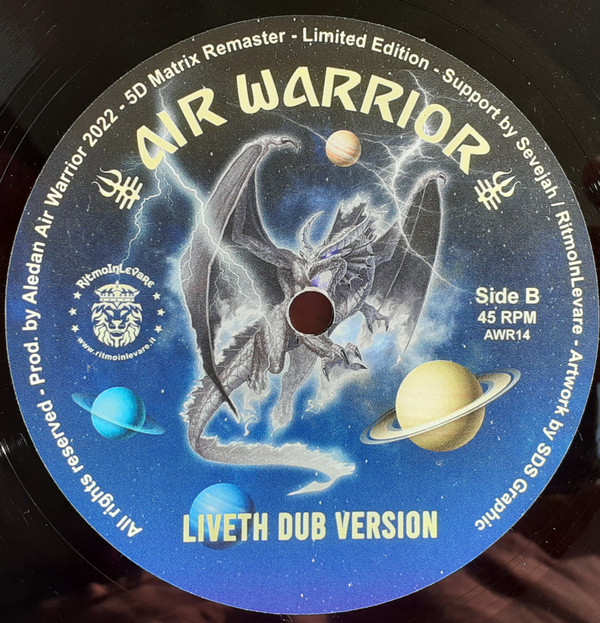 All rights reserved - Prod. by Aledan Air Warrior 2022 - 5D Matrix Remaster - Limited Edition - Support by Sevejah / RitmoInLevare - Artwork by SDS Graphic
AIR WARRIOR
RitmoInLevare
www.ritmoinlevare.it
Side B
45 RPM
AWR14
LIVETH DUB VERSION